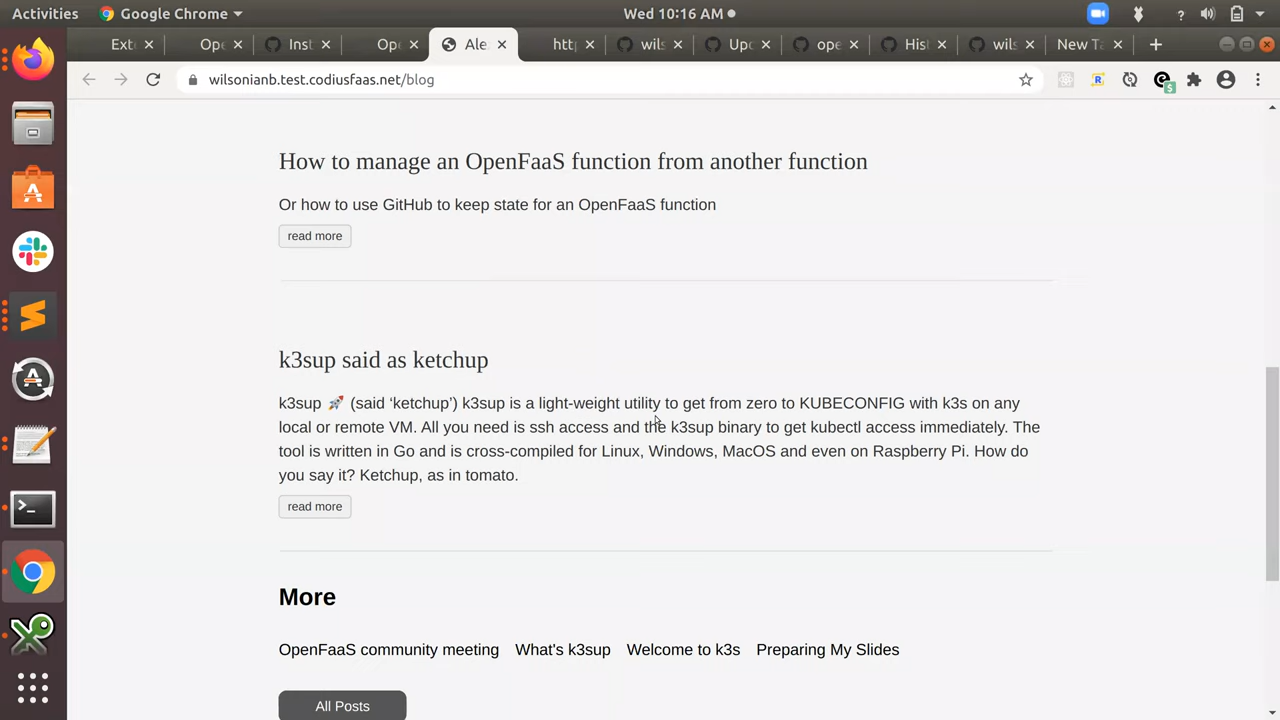 Activities
Google Chrome
Wed 10:16 AM
Ext
Ope
Inst
Ope
Ale
http
wils
Upc
ope
Hist
wils
New Ta
wilsonianb.test.codiusfaas.net/blog
How to manage an OpenFaaS function from another function
Or how to use GitHub to keep state for an OpenFaaS function
read more
k3sup said as ketchup
k3sup 🚀 (said ‘ketchup’) k3sup is a light-weight utility to get from zero to KUBECONFIG with k3s on any
local or remote VM. All you need is ssh access and the k3sup binary to get kubectl access immediately. The
tool is written in Go and is cross-compiled for Linux, Windows, MacOS and even on Raspberry Pi. How do
you say it? Ketchup, as in tomato.
read more
More
OpenFaaS community meeting What's k3sup Welcome to k3s Preparing My Slides
All Posts